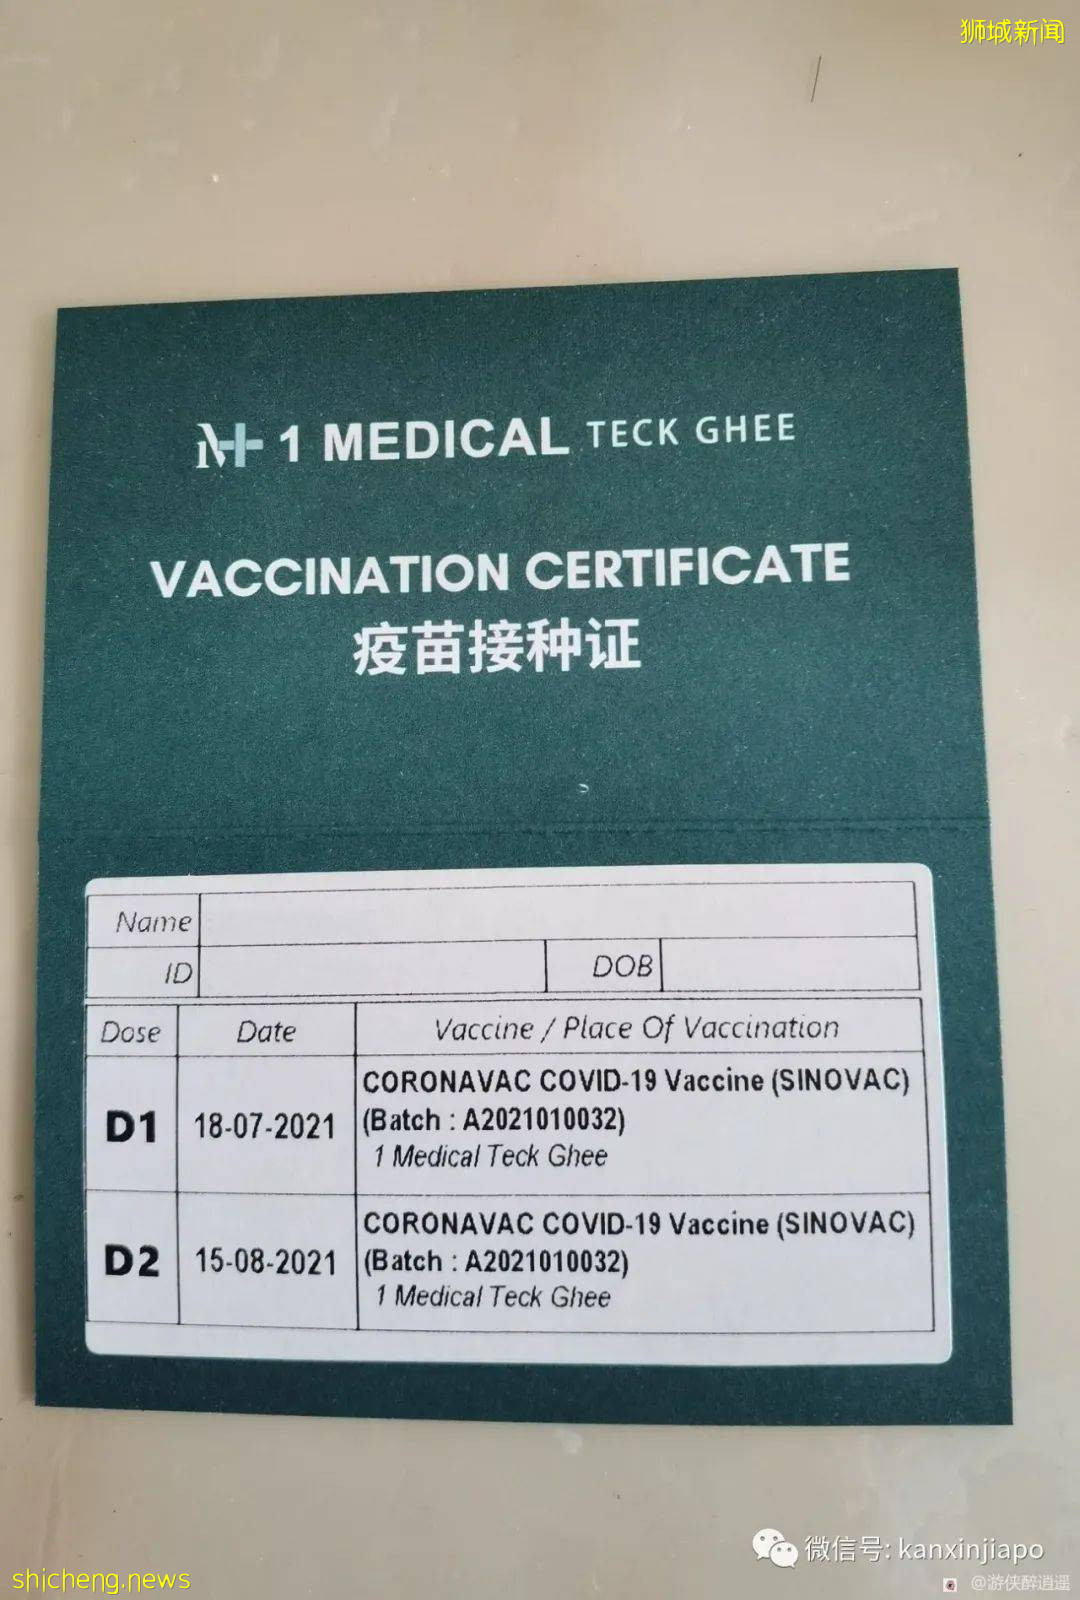 狮城新闻
1 MEDICAL TECK GHEE
VACCINATION CERTIFICATE
疫苗接种证
Name
ID DOB
Dose Date Vaccine / Place Of Vaccination
D1 18-07-2021 CORONAVAC COVID-19 Vaccine (SINOVAC)
(Batch : A2021010032)
1 Medical Teck Ghee
D2 15-08-2021 CORONAVAC COVID-19 Vaccine (SINOVAC)
(Batch : A2021010032)
1 Medical Teck Ghee
微信号: kanxinjiapo
shicheng.news
@游侠醉逍遥